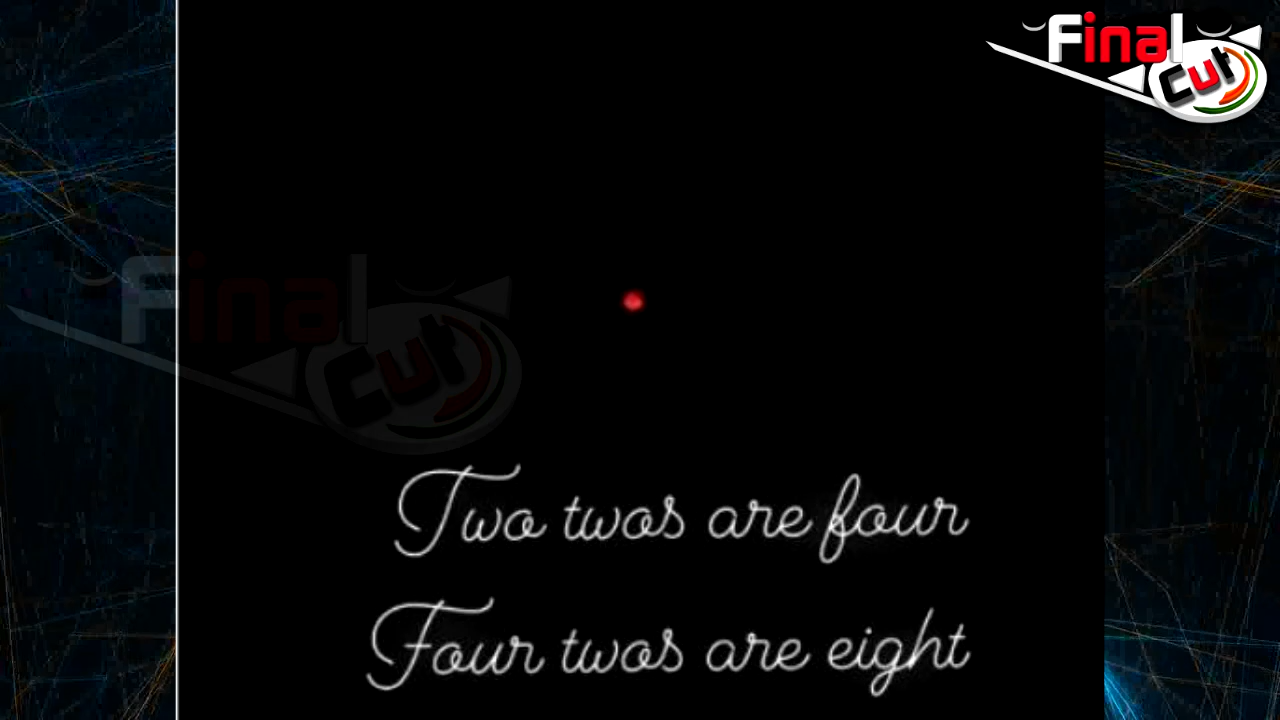 Final
Cut
Final
Cut
Two twos are four
Four twos are eight